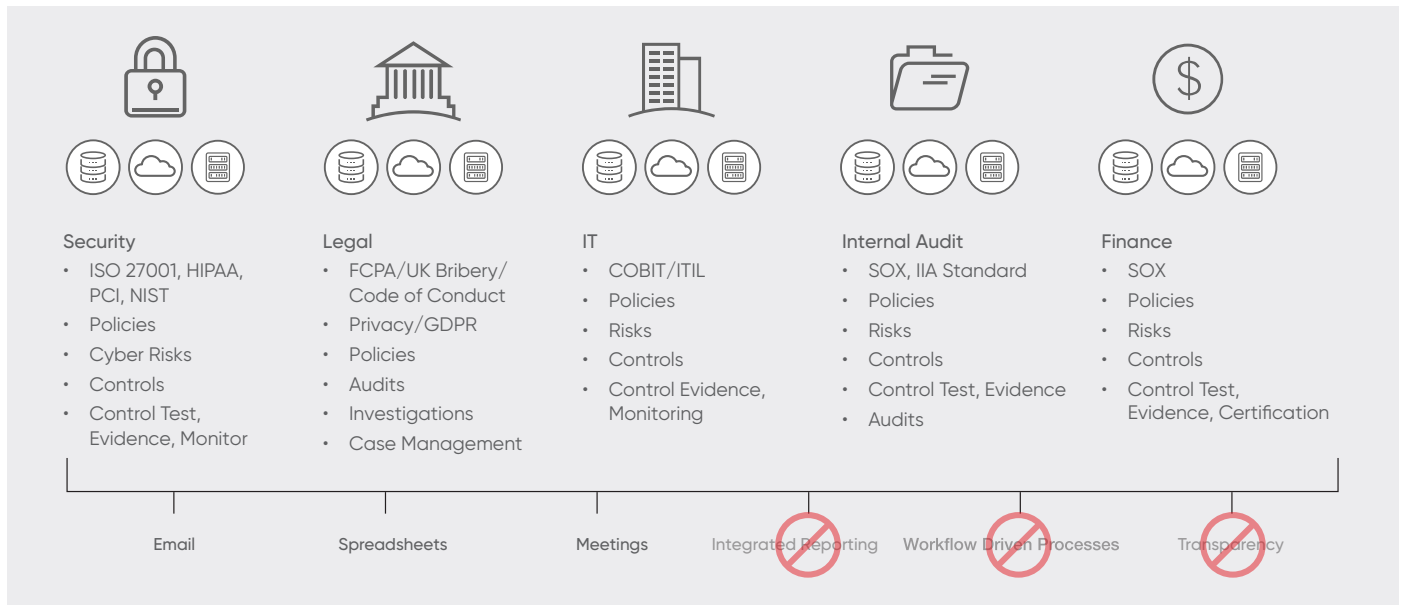 Security
• ISO 27001, HIPAA,
PCI, NIST
• Policies
• Cyber Risks
• Controls
• Control Test,
Evidence, Monitor
Legal
• FCPA/UK Bribery/
Code of Conduct
• Privacy/GDPR
• Policies
• Audits
• Investigations
• Case Management
IT
• COBIT/ITIL
• Policies
• Risks
• Controls
• Control Evidence,
Monitoring
Internal Audit
• SOX, IIA Standard
• Policies
• Risks
• Controls
• Control Test, Evidence
• Audits
Finance
• SOX
• Policies
• Risks
• Controls
• Control Test,
Evidence, Certification
Email
Spreadsheets
Meetings
Integrated Reporting
Workflow Driven Processes
Transparency